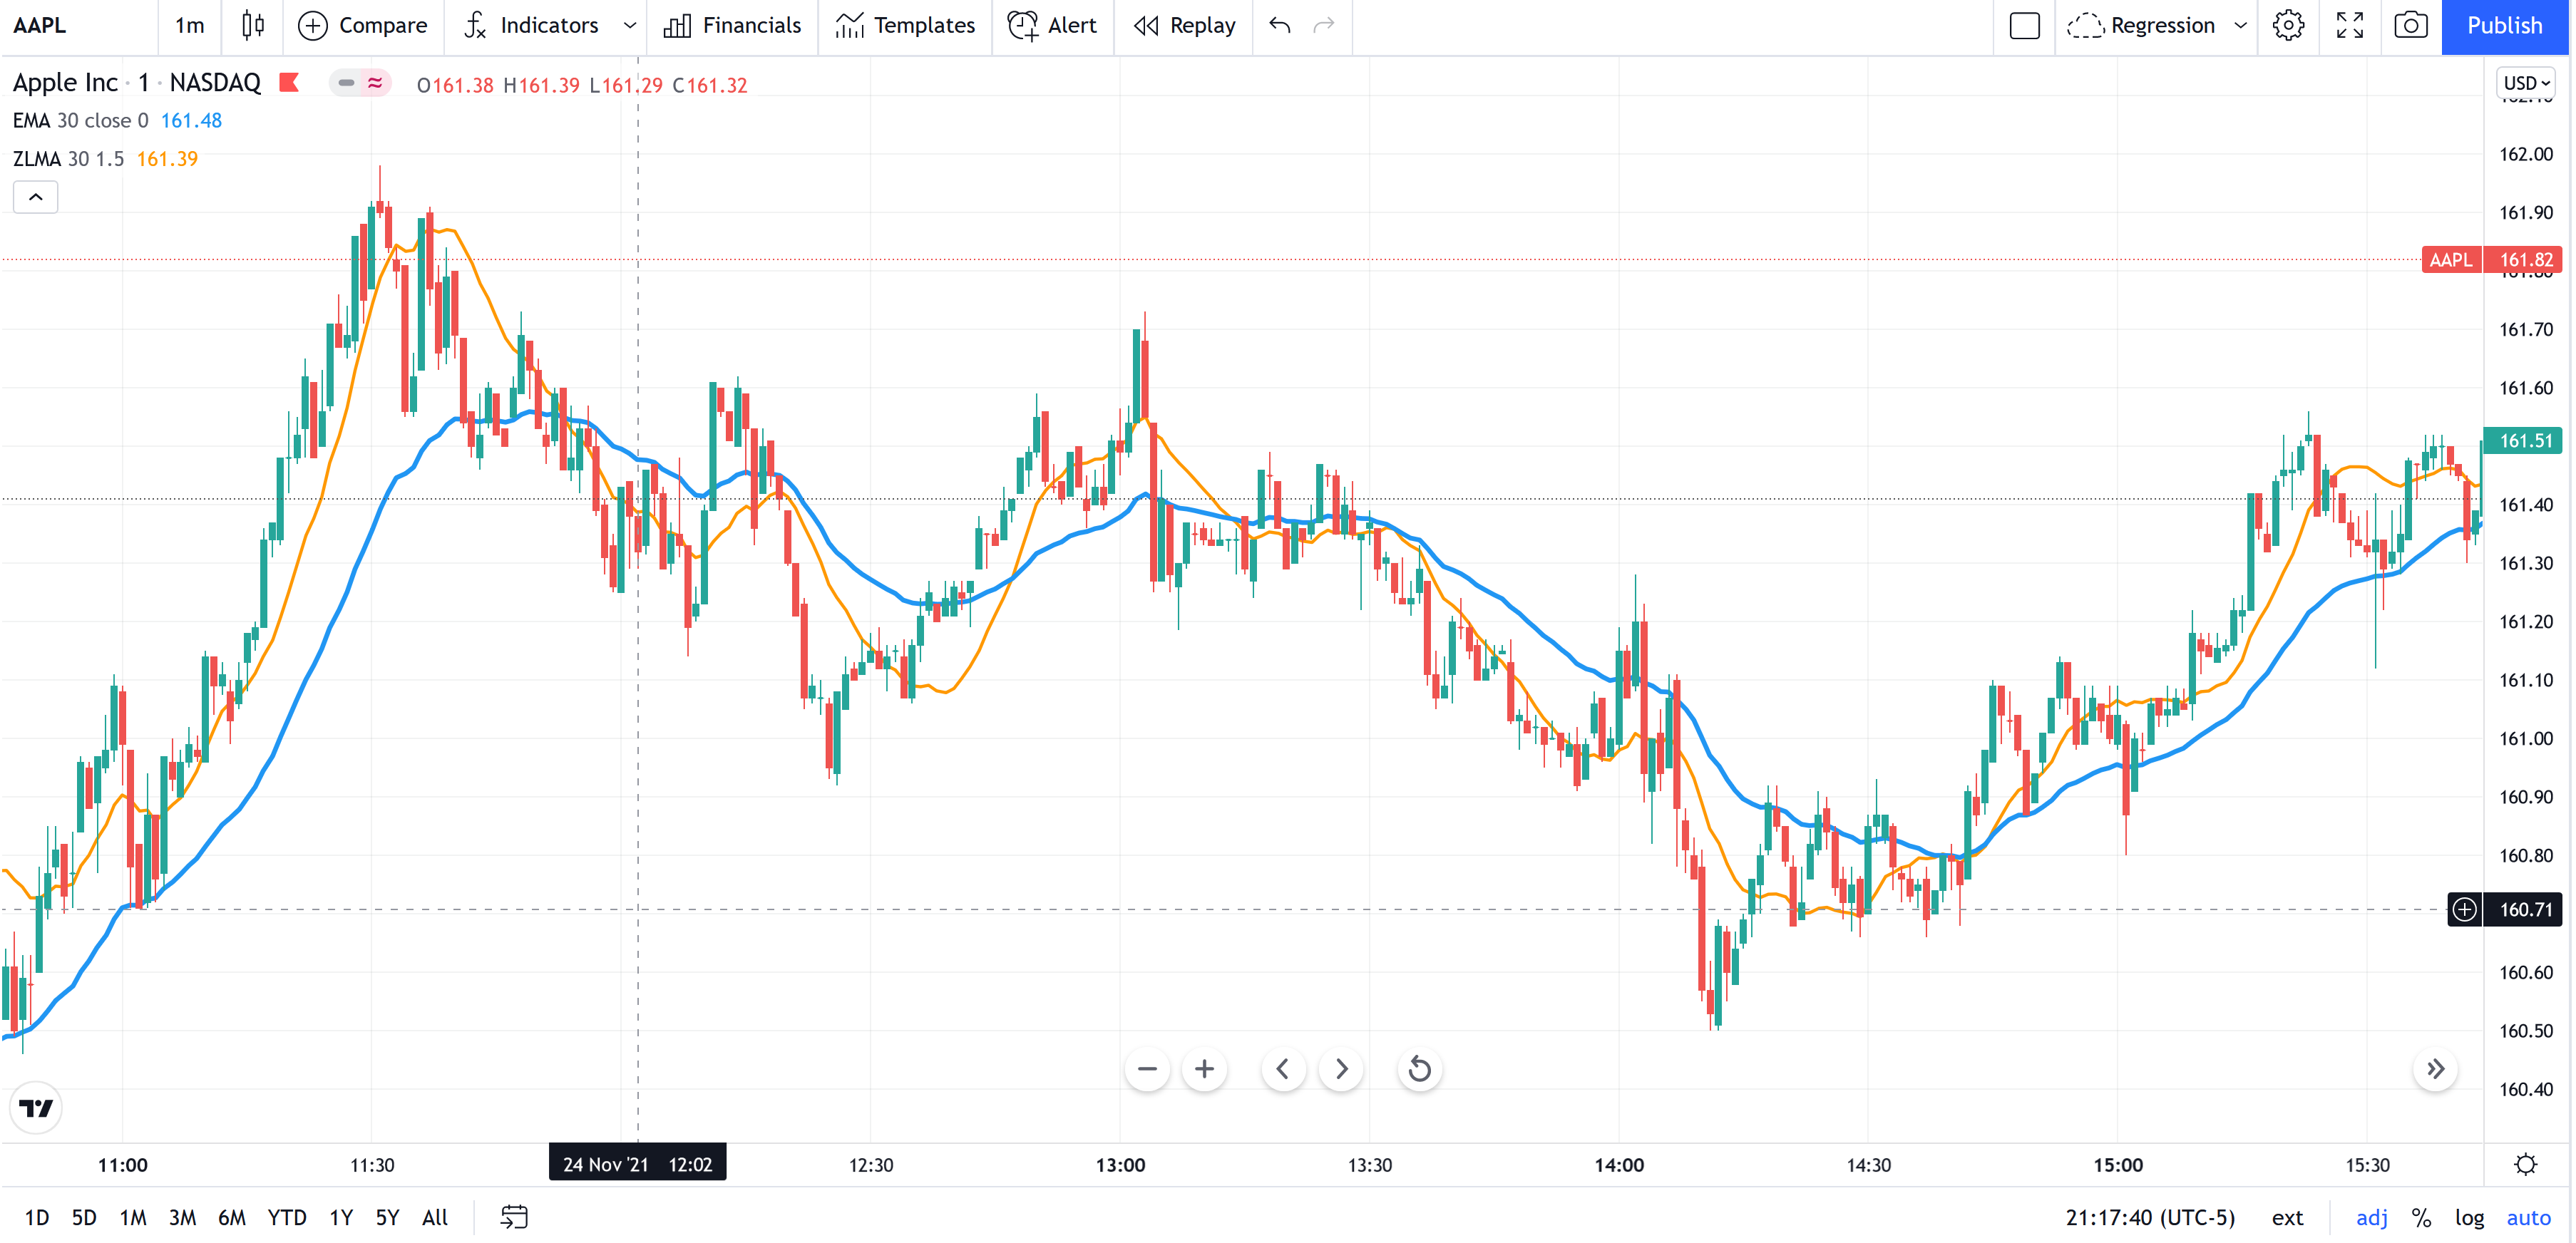 AAPL 1m Compare Indicators Financials Templates Alert Replay Regression Publish
Apple Inc · 1 · NASDAQ O161.38 H161.39 L161.29 C161.32
USD
EMA 30 close 0 161.48
ZLMA 30 1.5 161.39
162.00
161.90
AAPL 161.82
161.80
161.70
161.60
161.51
161.40
161.30
161.20
161.10
161.00
160.90
160.80
160.71
160.60
160.50
160.40
11:00 11:30 24 Nov '21 12:02 12:30 13:00 13:30 14:00 14:30 15:00 15:30
1D 5D 1M 3M 6M YTD 1Y 5Y All 21:17:40 (UTC-5) ext adj % log auto